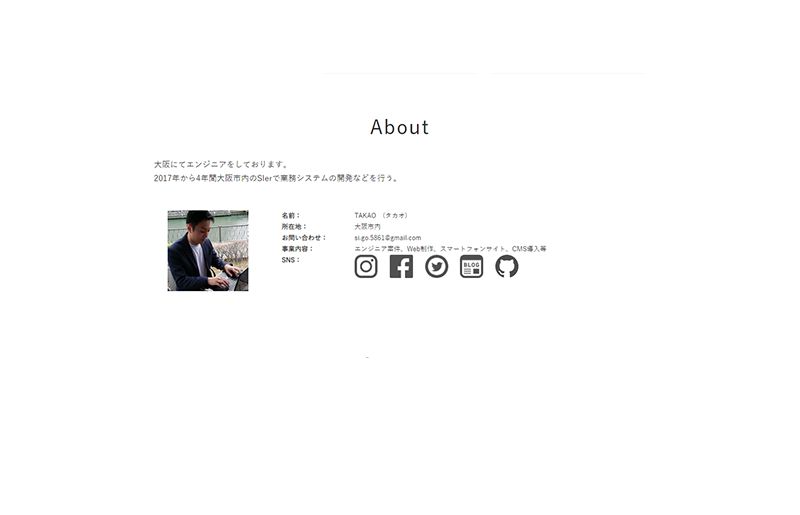 About
大阪にてエンジニアをしております。
2017年から4年間大阪市内のSIerで業務システムの開発などを行う。
名前： TAKAO （タカオ）
所在地： 大阪市内
お問い合わせ： si.go.5861@gmail.com
事業内容： エンジニア案件、Web制作、スマートフォンサイト、CMS導入等
SNS：
BLOG